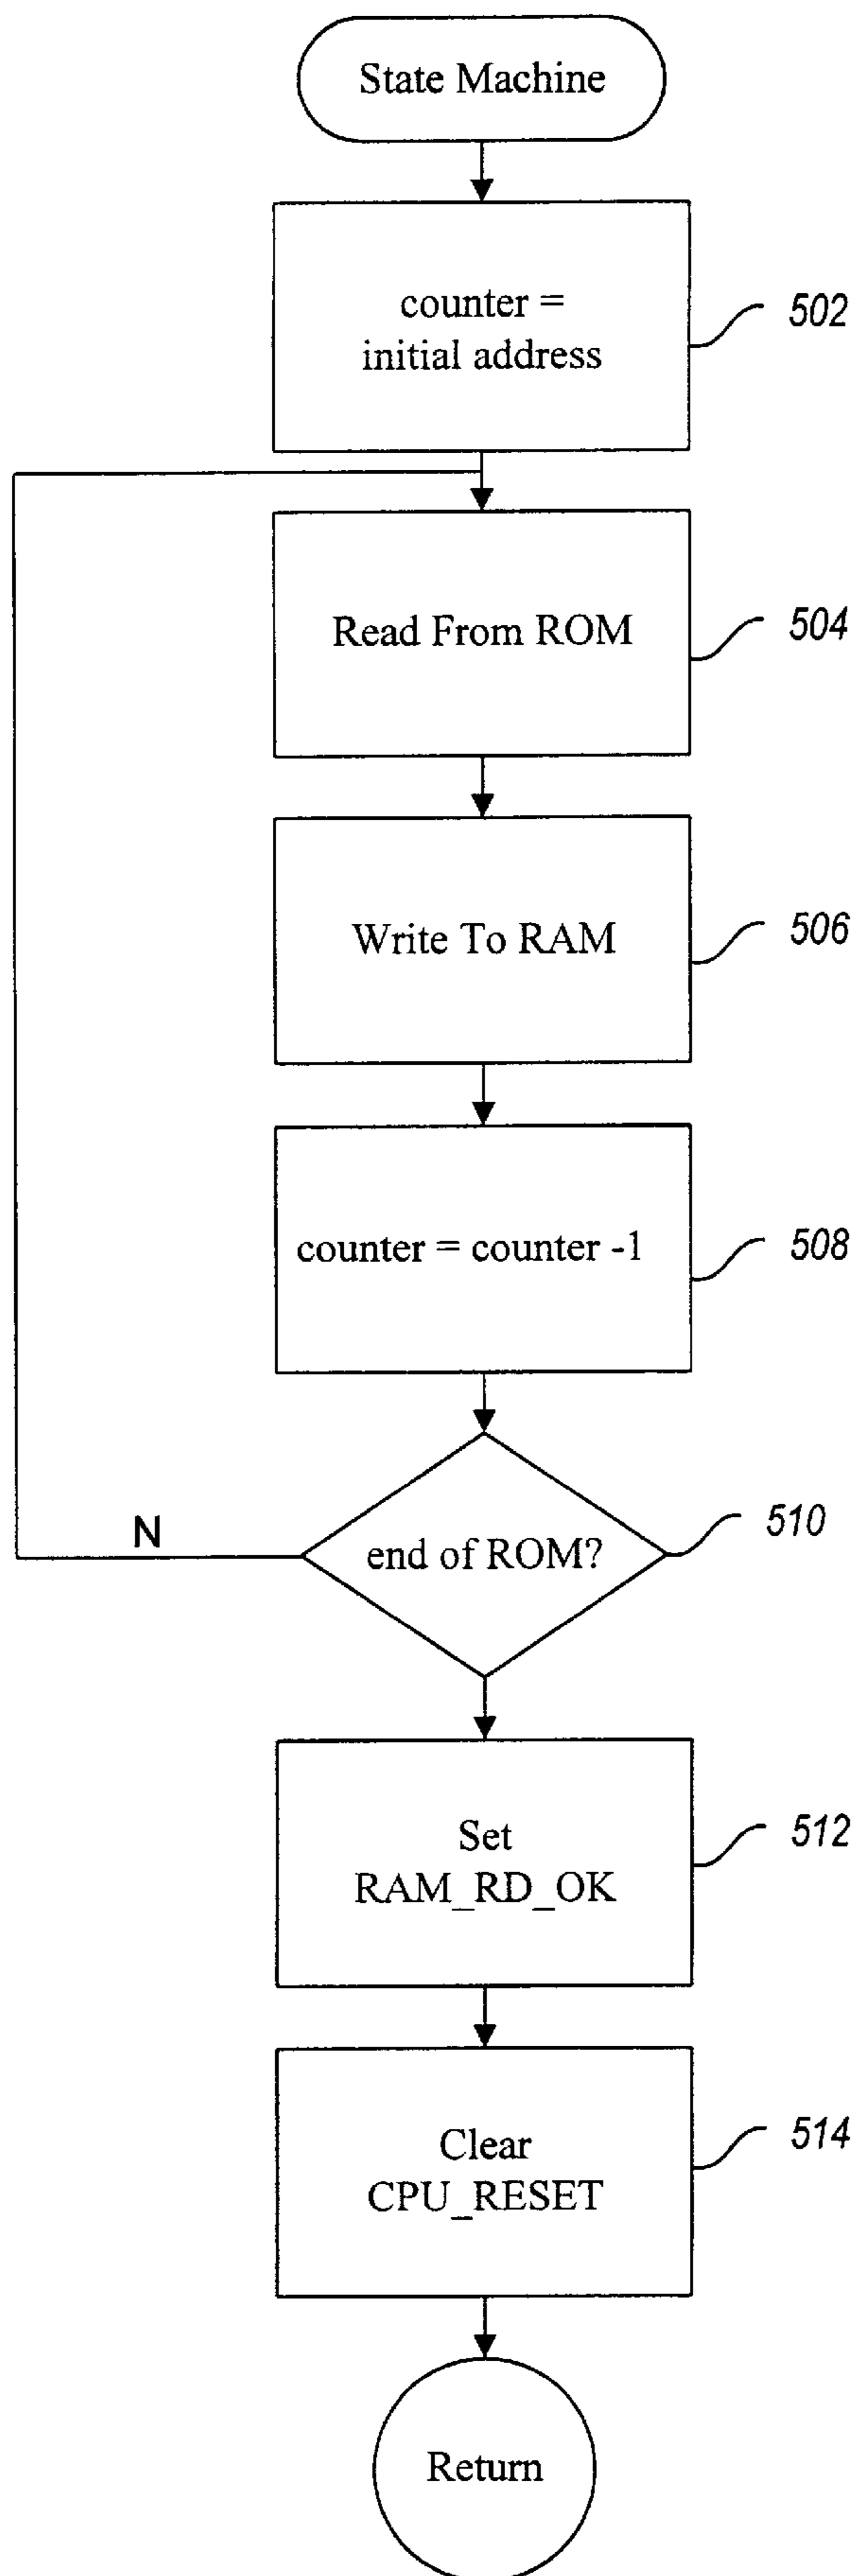 State Machine
counter =
initial address
502
Read From ROM
504
Write To RAM
506
counter = counter -1
508
end of ROM?
510
N
Set
RAM_RD_OK
512
Clear
CPU_RESET
514
Return